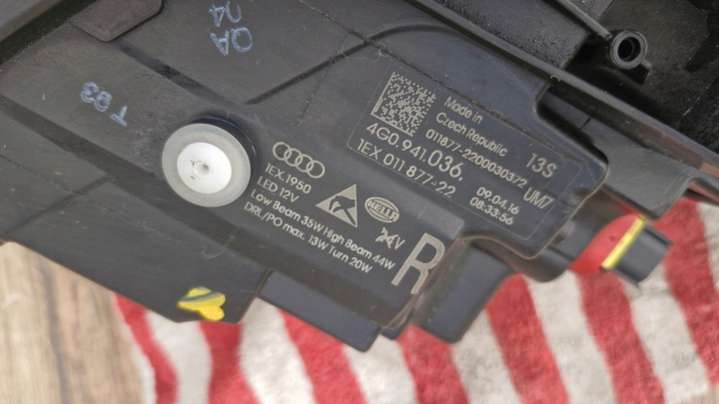 QA
04
T 93
Made in
Czech Republic
011877-2200030372
13S
4G0.941.036.
1EX 011 877-22
09.04.16
08:33:56
UM7
1EX.1950
LED 12V
Low Beam 35W High Beam 44W
DRL/PO max. 13W Turn 20W
HELLA
R